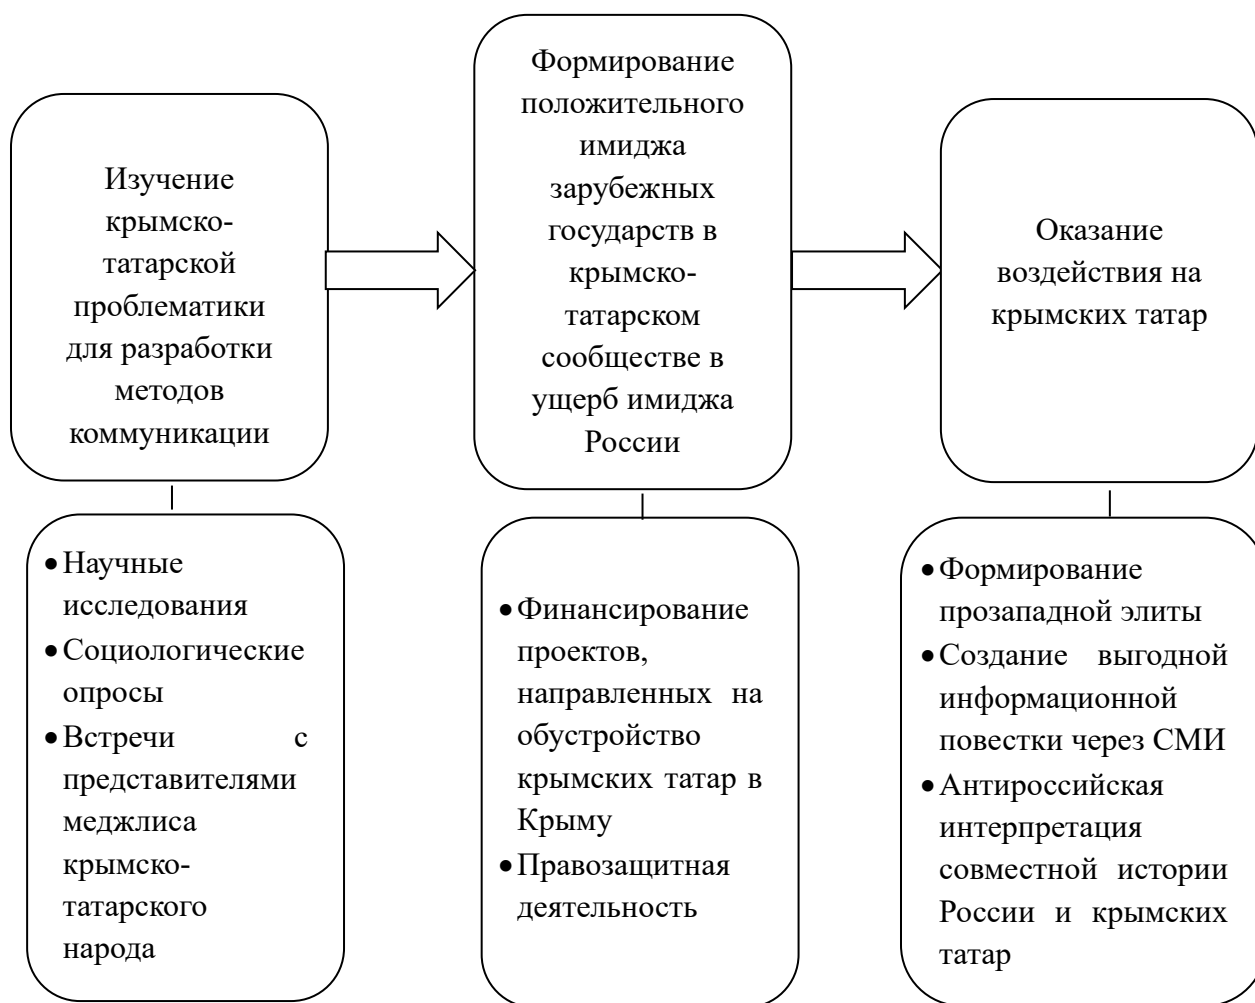 Изучение
крымско-
татарской
проблематики
для разработки
методов
коммуникации
Формирование
положительного
имиджа
зарубежных
государств в
крымско-
татарском
сообществе в
ущерб имиджа
России
Оказание
воздействия на
крымских татар
•Научные
исследования
•Социологические
опросы
•Встречи с
представителями
меджлиса
крымско-
татарского
народа
•Финансирование
проектов,
направленных на
обустройство
крымских татар в
Крыму
•Правозащитная
деятельность
•Формирование
прозападной элиты
•Создание выгодной
информационной
повестки через СМИ
•Антироссийская
интерпретация
совместной истории
России и крымских
татар